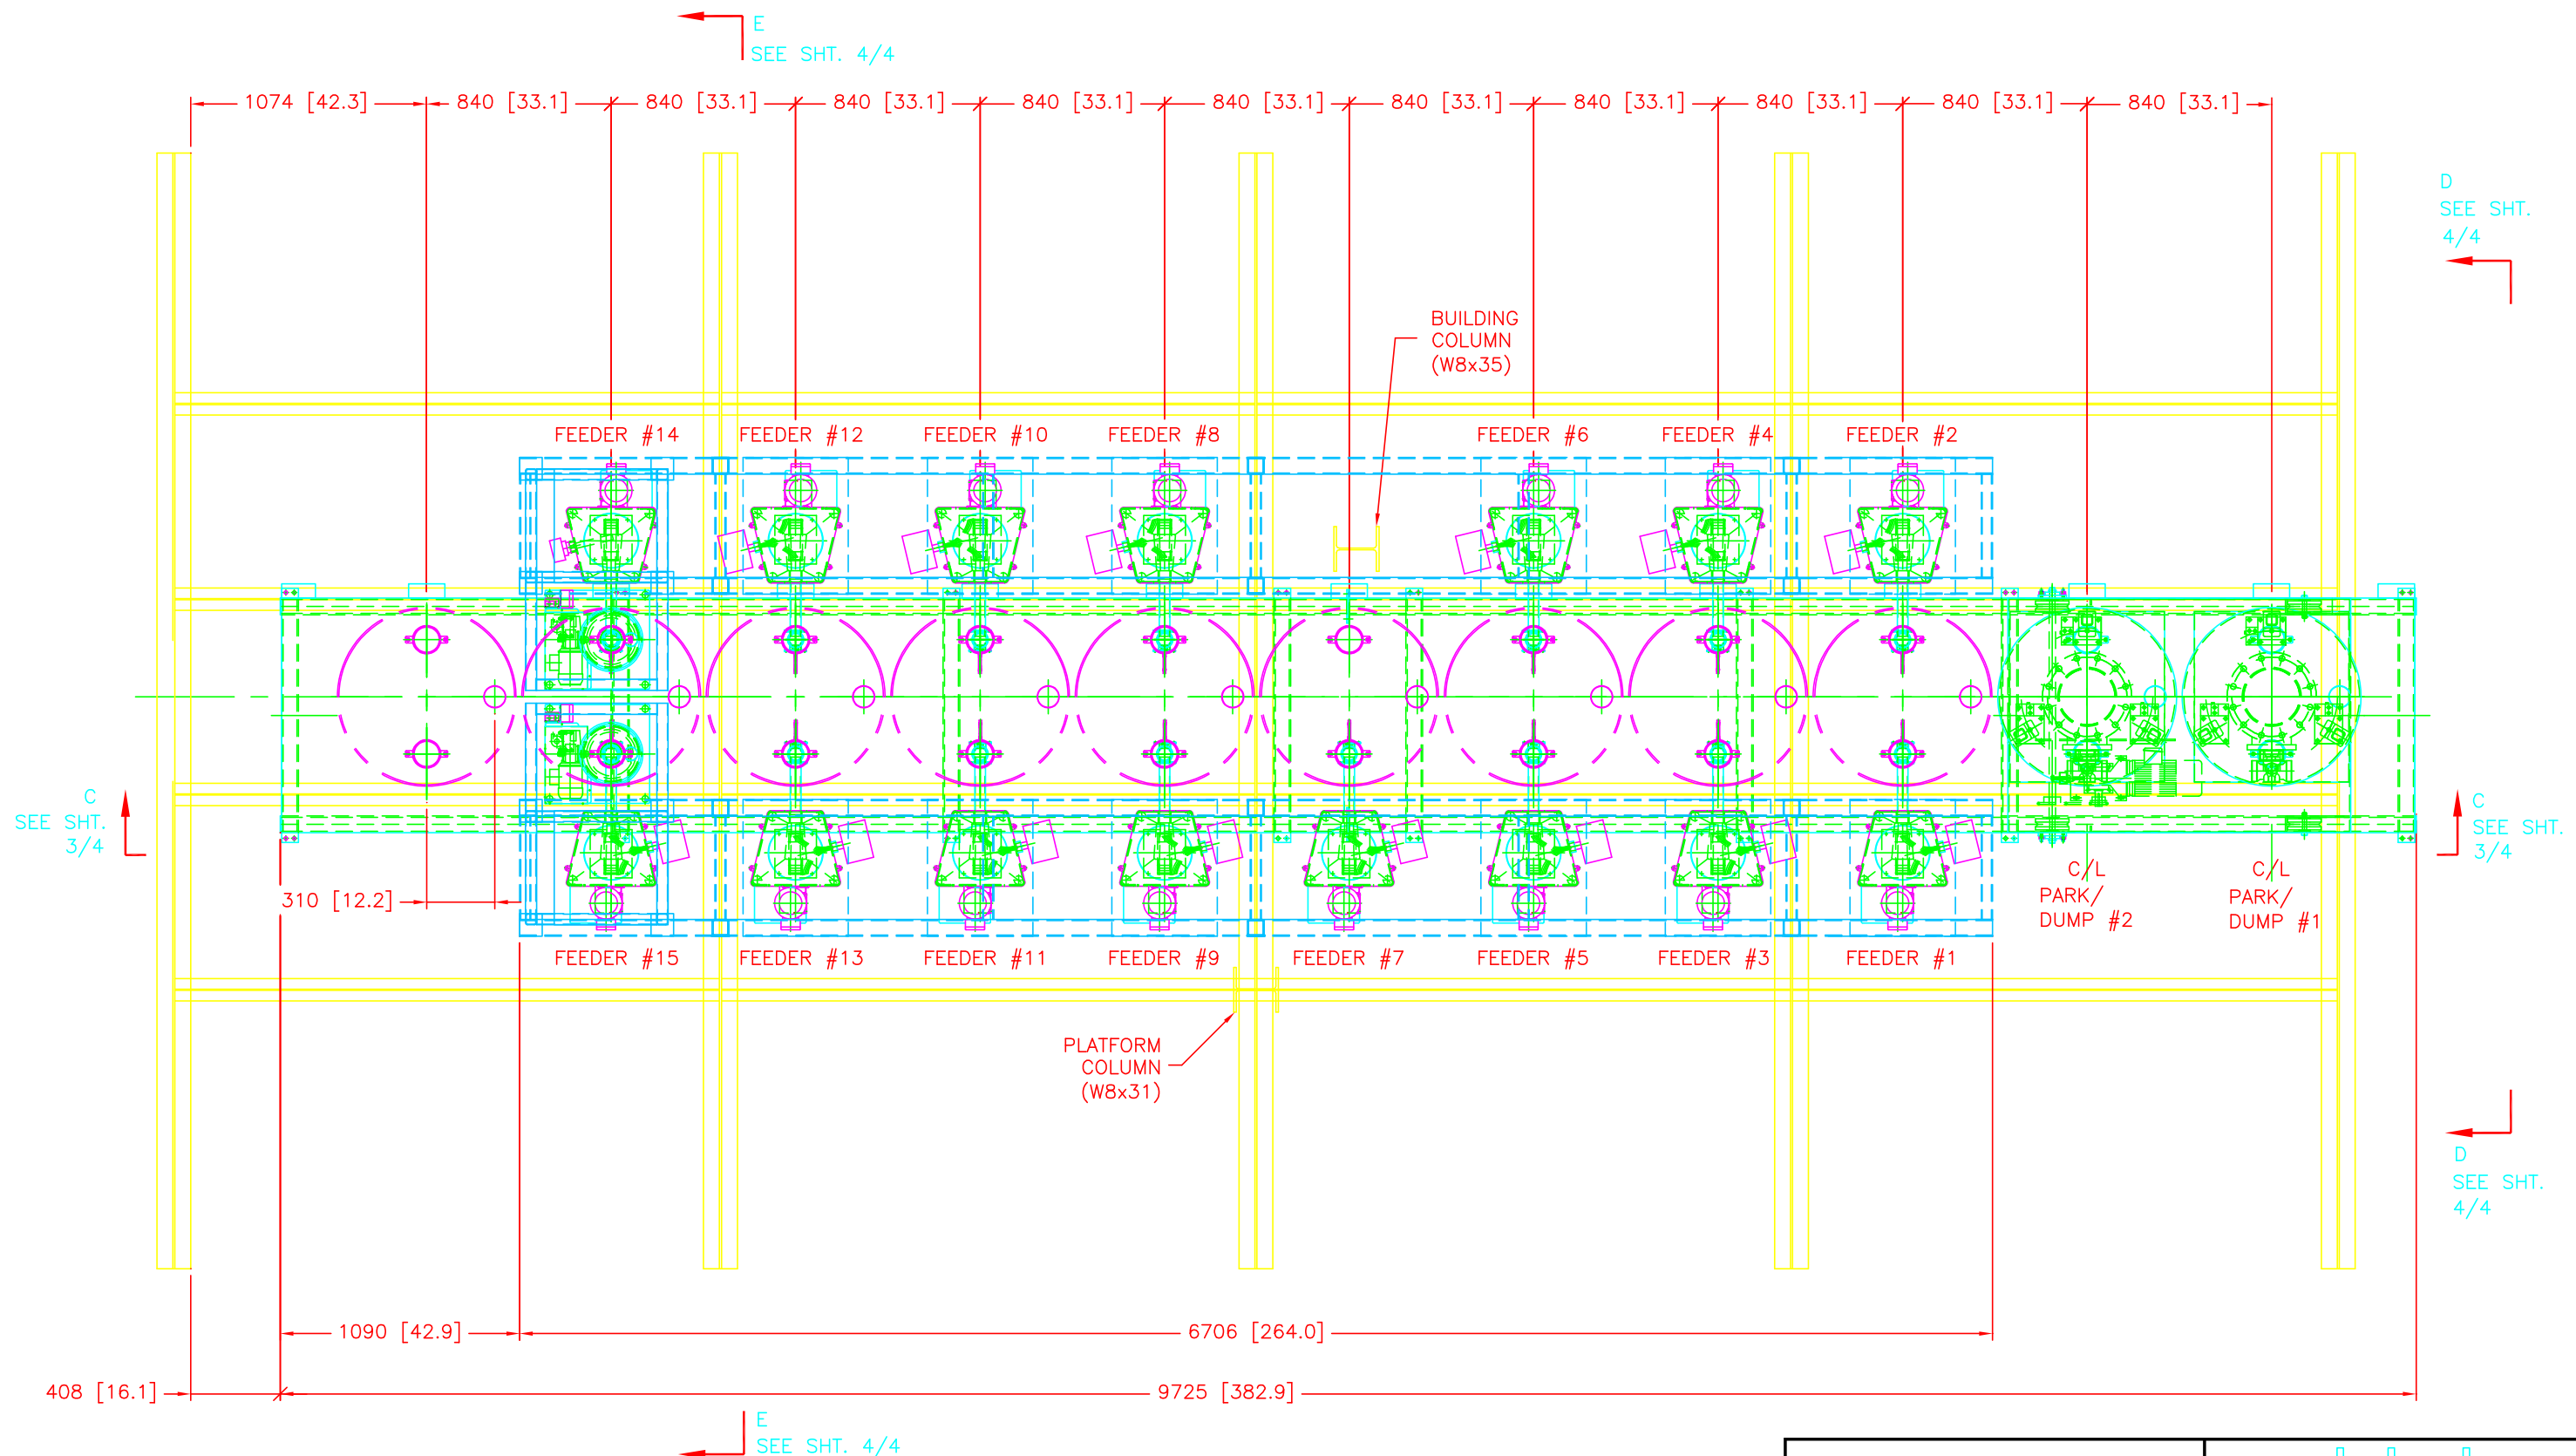 E
SEE SHT. 4/4
1074 [42.3]
840 [33.1]
840 [33.1]
840 [33.1]
840 [33.1]
840 [33.1]
840 [33.1]
840 [33.1]
840 [33.1]
840 [33.1]
840 [33.1]
D
SEE SHT.
4/4
BUILDING
COLUMN
(W8x35)
FEEDER #14
FEEDER #12
FEEDER #10
FEEDER #8
FEEDER #6
FEEDER #4
FEEDER #2
C
SEE SHT.
3/4
C
SEE SHT.
3/4
310 [12.2]
C/L
PARK/
DUMP #2
C/L
PARK/
DUMP #1
FEEDER #15
FEEDER #13
FEEDER #11
FEEDER #9
FEEDER #7
FEEDER #5
FEEDER #3
FEEDER #1
PLATFORM
COLUMN
(W8x31)
D
SEE SHT.
4/4
1090 [42.9]
6706 [264.0]
408 [16.1]
9725 [382.9]
E
SEE SHT. 4/4